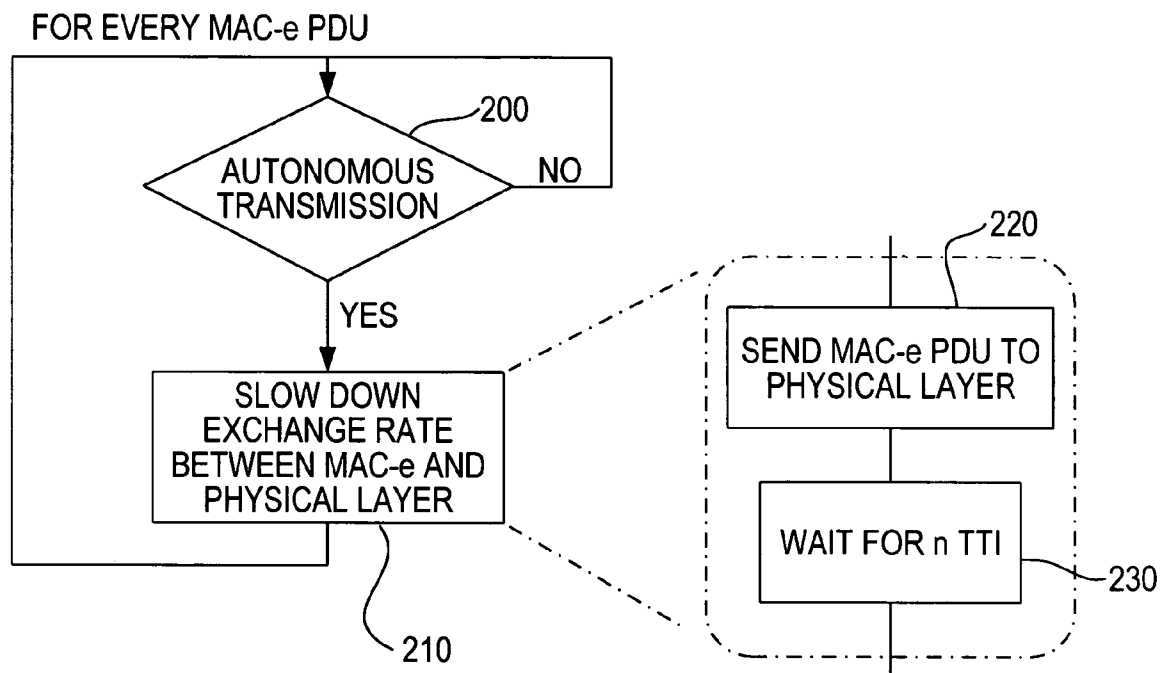 FOR EVERY MAC-e PDU
200
AUTONOMOUS
TRANSMISSION
NO
YES
SLOW DOWN
EXCHANGE RATE
BETWEEN MAC-e AND
PHYSICAL LAYER
210
220
SEND MAC-e PDU TO
PHYSICAL LAYER
WAIT FOR n TTI
230